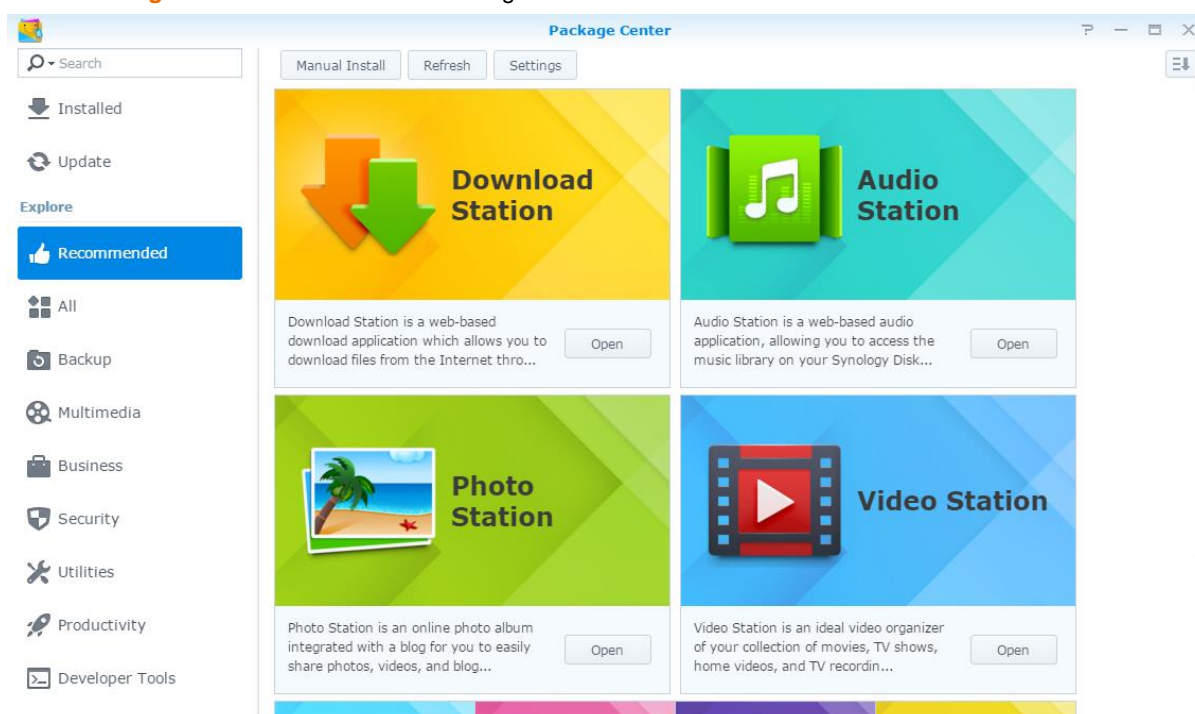 Package Center
Search
Manual Install Refresh Settings
Installed
Update
Explore
Recommended
All
Backup
Multimedia
Business
Security
Utilities
Productivity
Developer Tools
Download
Station
Download Station is a web-based
download application which allows you to
download files from the Internet thro...
Open
Audio
Station
Audio Station is a web-based audio
application, allowing you to access the
music library on your Synology Disk...
Open
Photo
Station
Photo Station is an online photo album
integrated with a blog for you to easily
share photos, videos, and blog...
Open
Video Station
Video Station is an ideal video organizer
of your collection of movies, TV shows,
home videos, and TV recordin...
Open